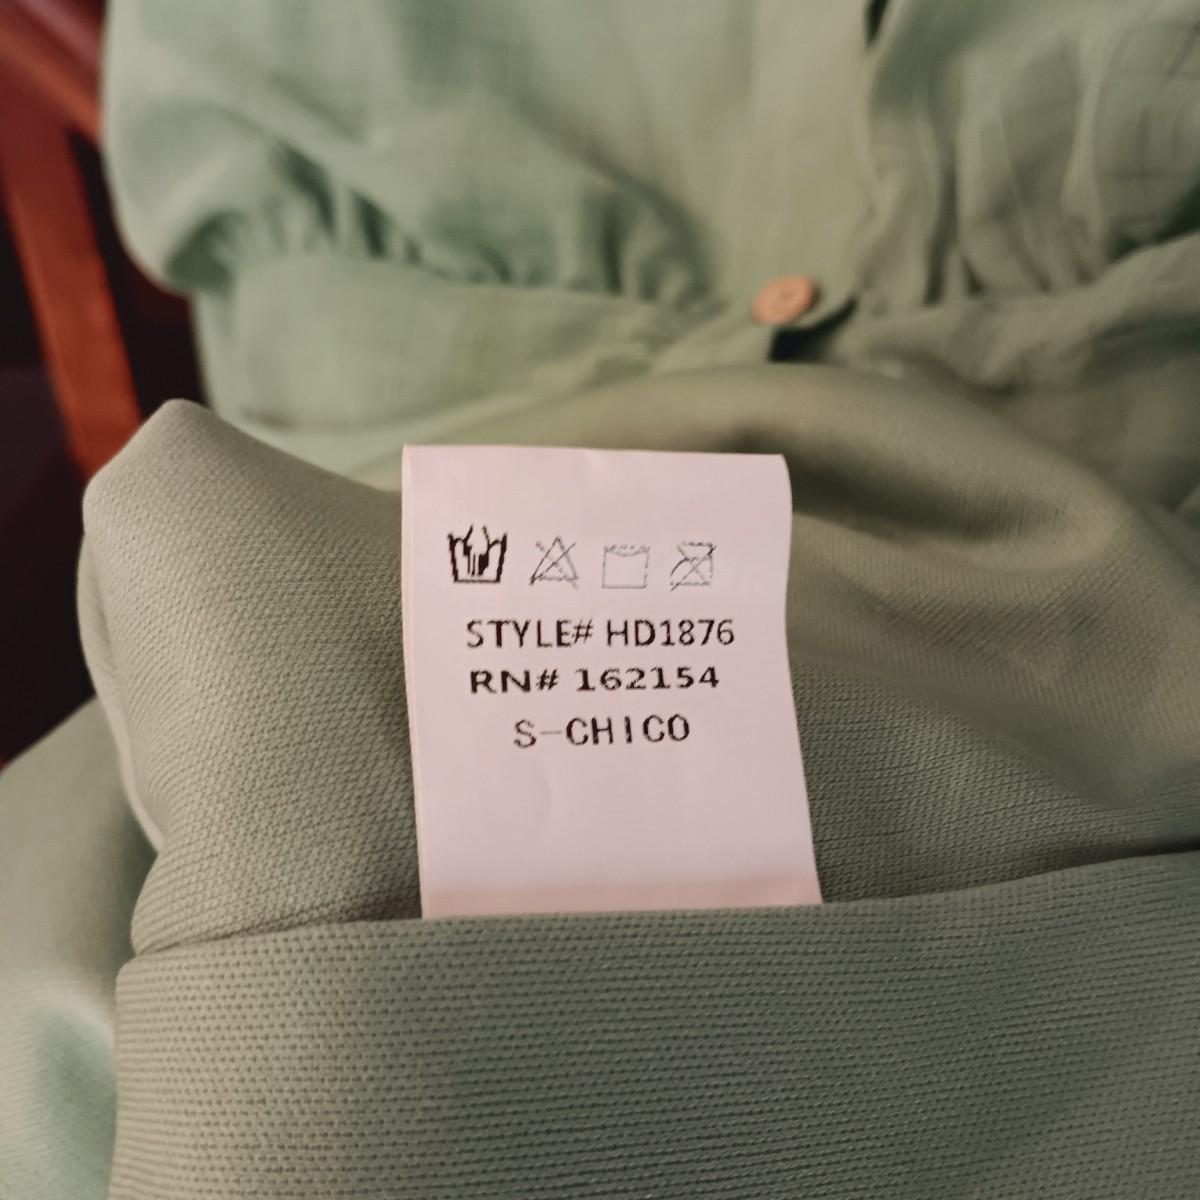 STYLE# HD1876
RN# 162154
S-CHICO